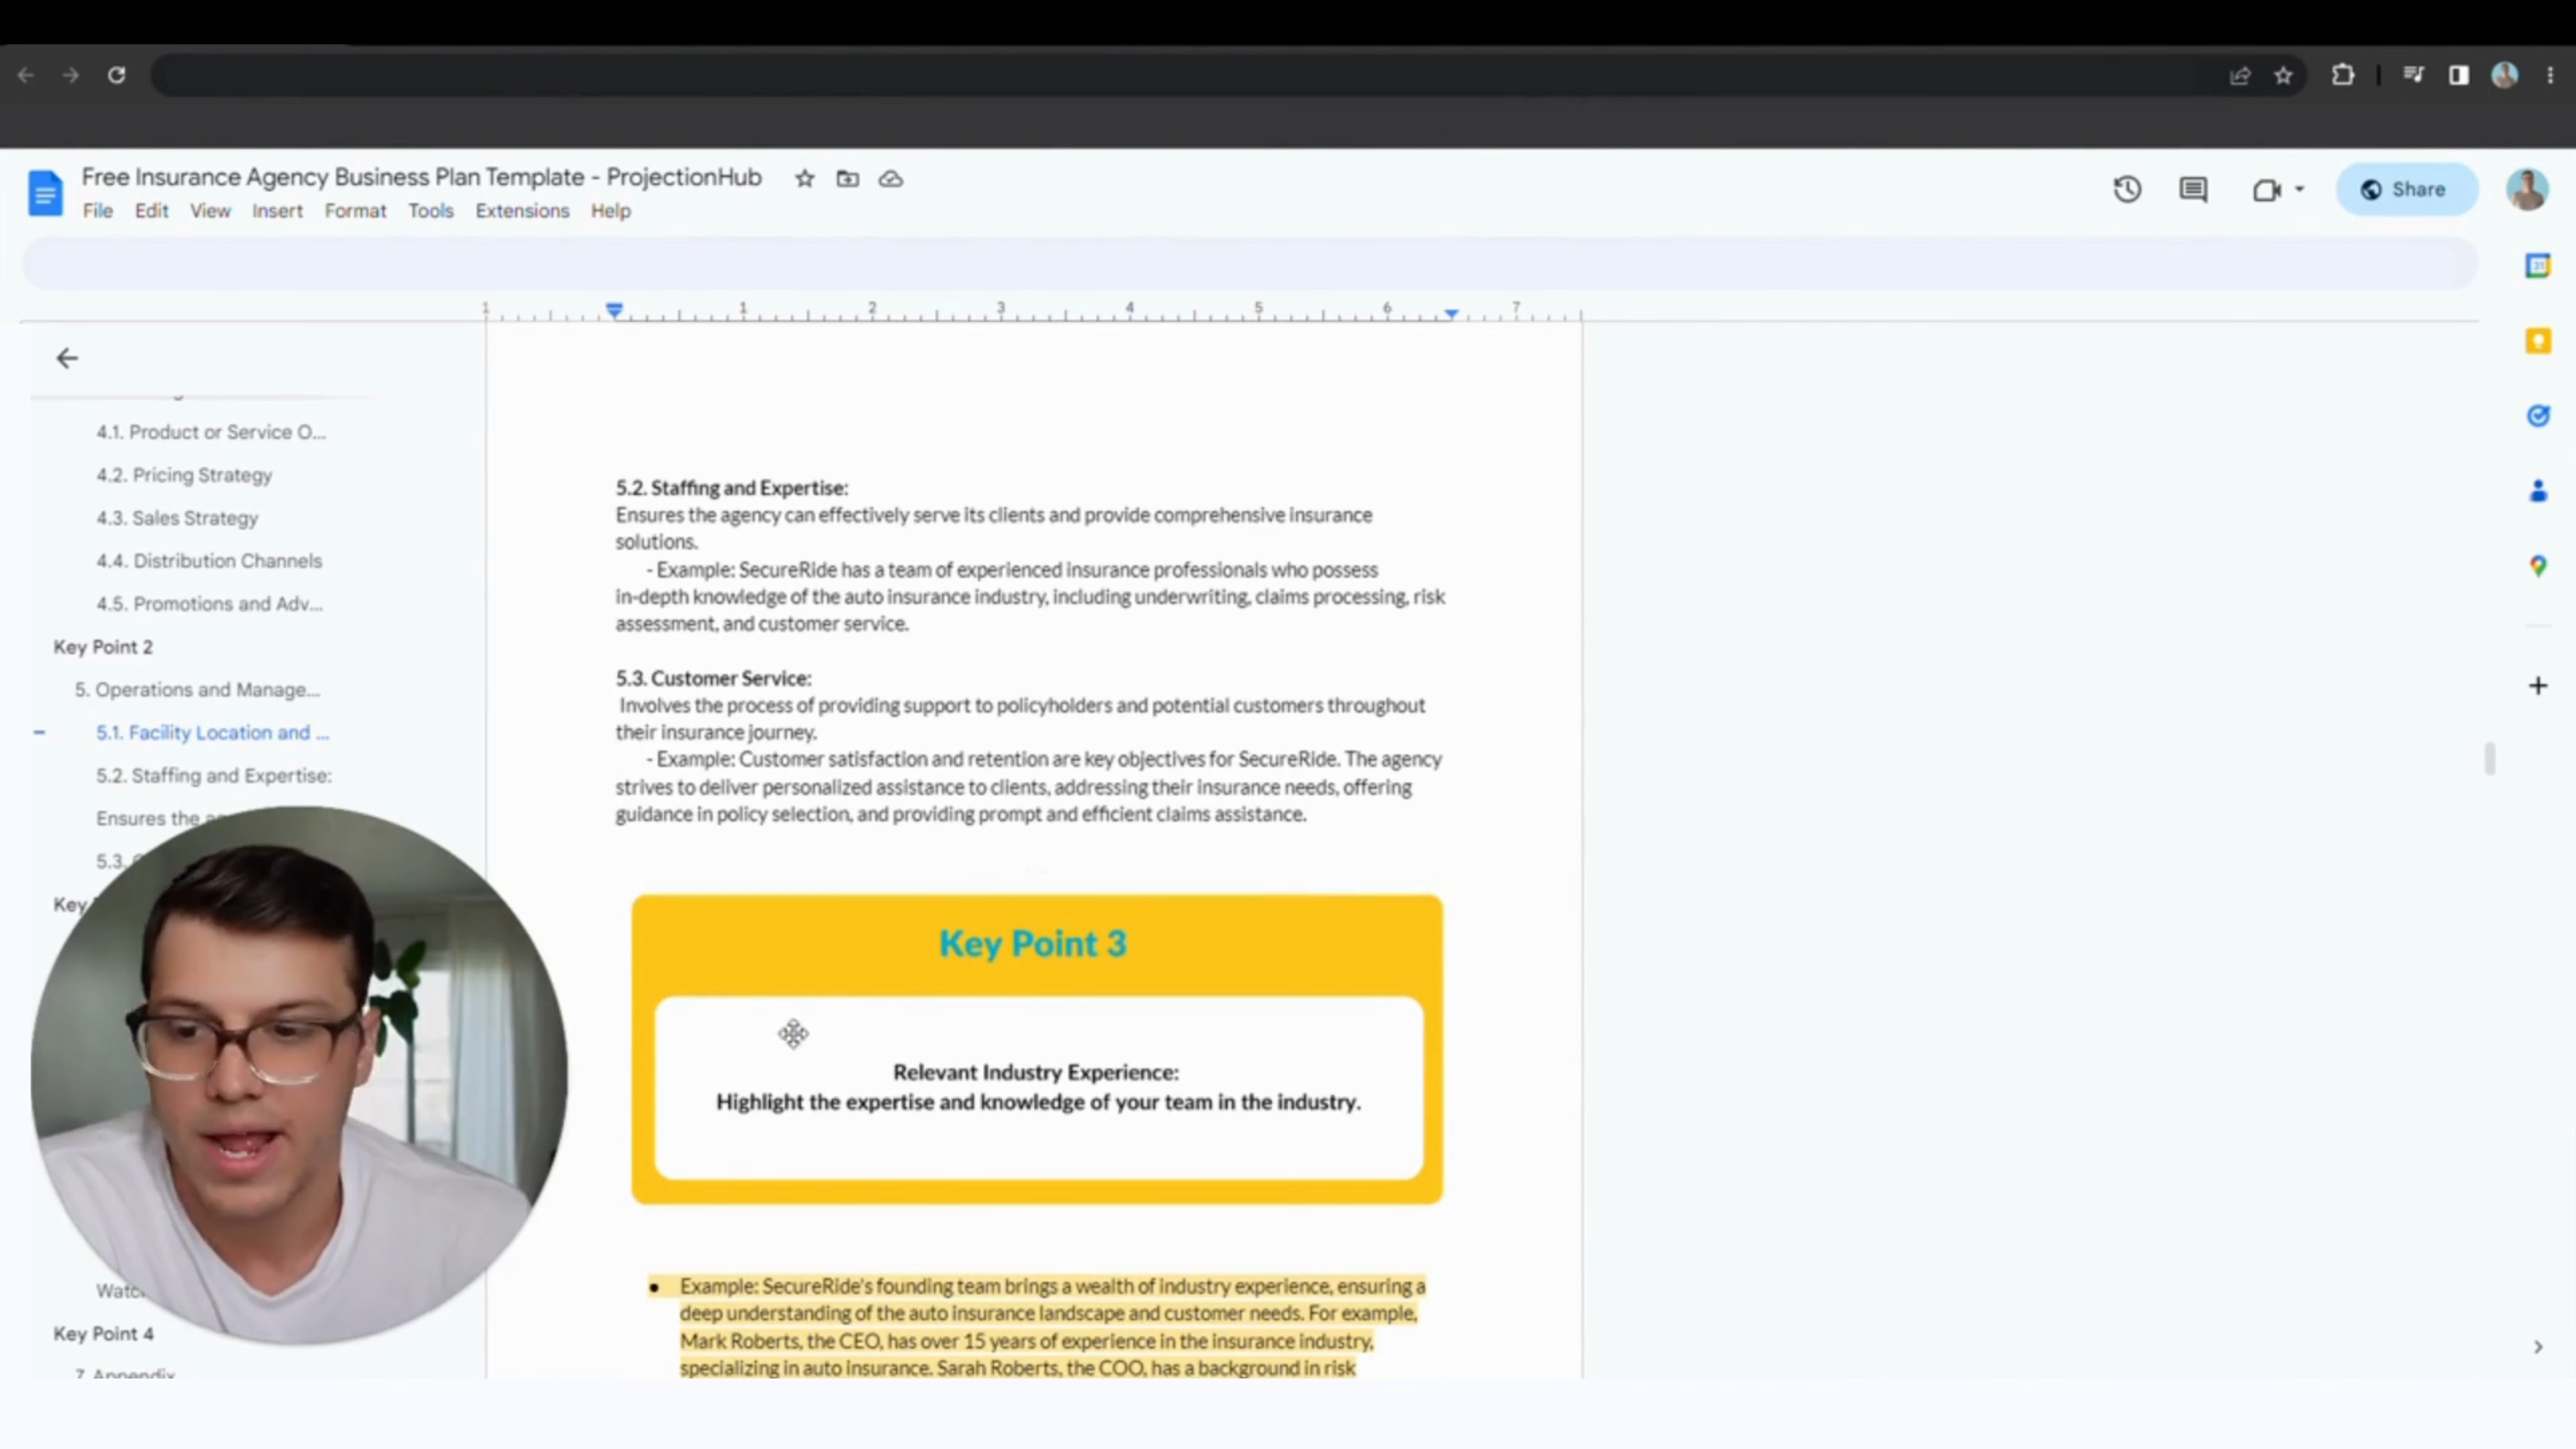 Free Insurance Agency Business Plan Template - ProjectionHub
File Edit View Insert Format Tools Extensions Help
Share
31
1 1 2 3 4 5 6 7
4.1. Product or Service O...
4.2. Pricing Strategy
4.3. Sales Strategy
4.4. Distribution Channels
4.5. Promotions and Adv...
Key Point 2
5. Operations and Manage...
5.1. Facility Location and ...
5.2. Staffing and Expertise:
Ensures the
5.3.
Key
Key Point 4
7. Appendix
5.2. Staffing and Expertise:
Ensures the agency can effectively serve its clients and provide comprehensive insurance
solutions.
- Example: SecureRide has a team of experienced insurance professionals who possess
in-depth knowledge of the auto insurance industry, including underwriting, claims processing, risk
assessment, and customer service.
5.3. Customer Service:
Involves the process of providing support to policyholders and potential customers throughout
their insurance journey.
- Example: Customer satisfaction and retention are key objectives for SecureRide. The agency
strives to deliver personalized assistance to clients, addressing their insurance needs, offering
guidance in policy selection, and providing prompt and efficient claims assistance.
Key Point 3
Relevant Industry Experience:
Highlight the expertise and knowledge of your team in the industry.
• Example: SecureRide's founding team brings a wealth of industry experience, ensuring a
deep understanding of the auto insurance landscape and customer needs. For example,
Mark Roberts, the CEO, has over 15 years of experience in the insurance industry,
specializing in auto insurance. Sarah Roberts, the COO, has a background in risk